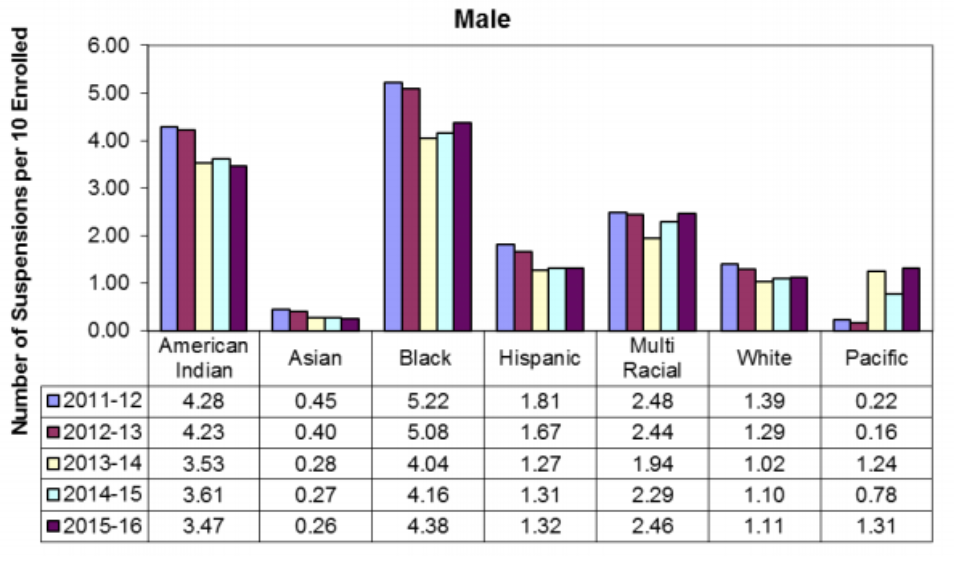 Male
Number of Suspensions per 10 Enrolled
6.00
5.00
4.00
3.00
2.00
1.00
0.00
American Indian Asian Black Hispanic Multi Racial White Pacific
2011-12 4.28 0.45 5.22 1.81 2.48 1.39 0.22
2012-13 4.23 0.40 5.08 1.67 2.44 1.29 0.16
2013-14 3.53 0.28 4.04 1.27 1.94 1.02 1.24
2014-15 3.61 0.27 4.16 1.31 2.29 1.10 0.78
2015-16 3.47 0.26 4.38 1.32 2.46 1.11 1.31